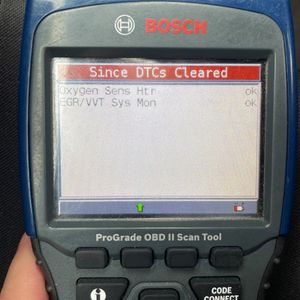 BOSCH
Since DTCs Cleared
Oxygen Sens Htr ok
EGR/VVT Sys Mon ok
ProGrade OBD II Scan Tool
CODE
CONNECT